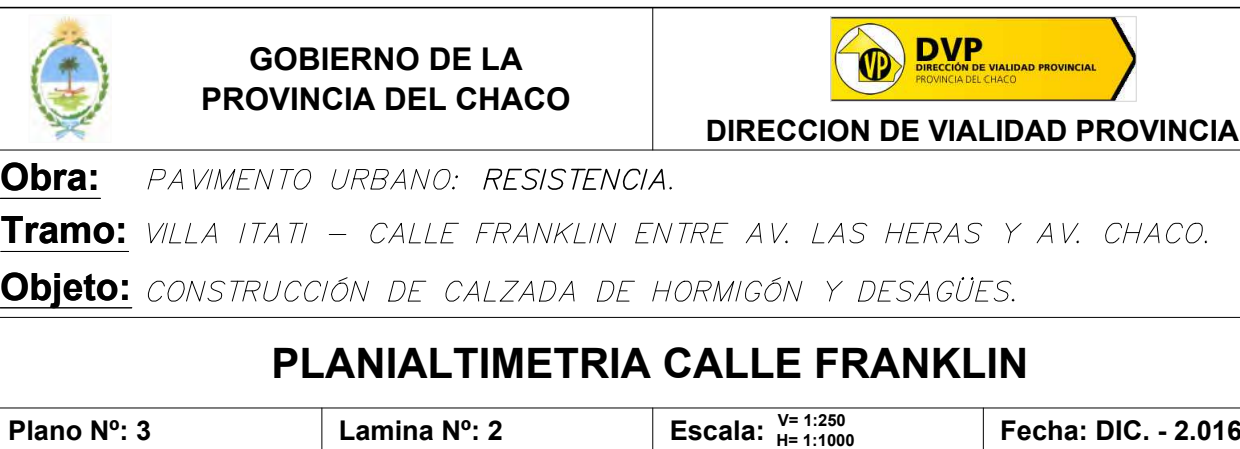 GOBIERNO DE LA
PROVINCIA DEL CHACO
VP
DVP
DIRECCIÓN DE VIALIDAD PROVINCIAL
PROVINCIA DEL CHACO
DIRECCION DE VIALIDAD PROVINCIA
Obra: PAVIMENTO URBANO: RESISTENCIA.
Tramo: VILLA ITATI – CALLE FRANKLIN ENTRE AV. LAS HERAS Y AV. CHACO.
Objeto: CONSTRUCCIÓN DE CALZADA DE HORMIGÓN Y DESAGÜES.
PLANIALTIMETRIA CALLE FRANKLIN
Plano Nº: 3 Lamina Nº: 2 Escala: V= 1:250 H= 1:1000 Fecha: DIC. - 2.016